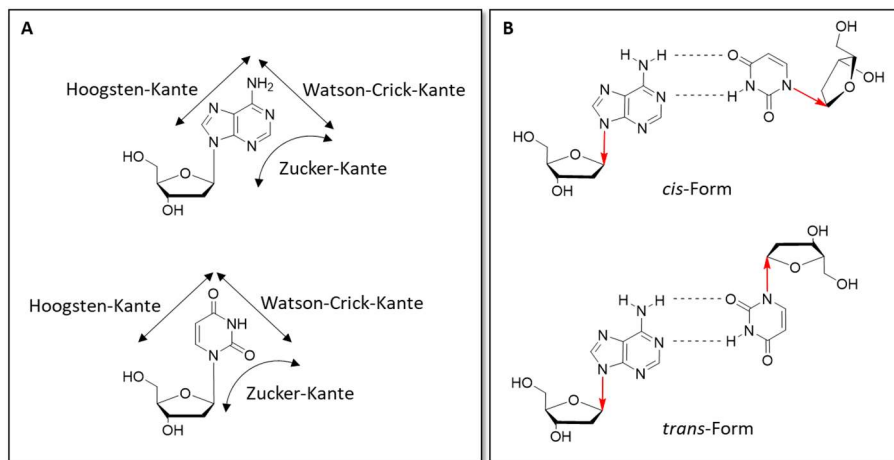 A
Hoogsten-Kante
Watson-Crick-Kante
NH2
N
N
N
N
HO
O
Zucker-Kante
OH
Hoogsten-Kante
Watson-Crick-Kante
O
NH
N
O
HO
O
Zucker-Kante
OH
B
OH
H
N
H
O
OH
N
N
H
N
N
O
N
N
O
HO
O
OH
cis-Form
OH
O
OH
H
N
H
O
N
N
N
H
N
N
N
O
HO
O
OH
trans-Form